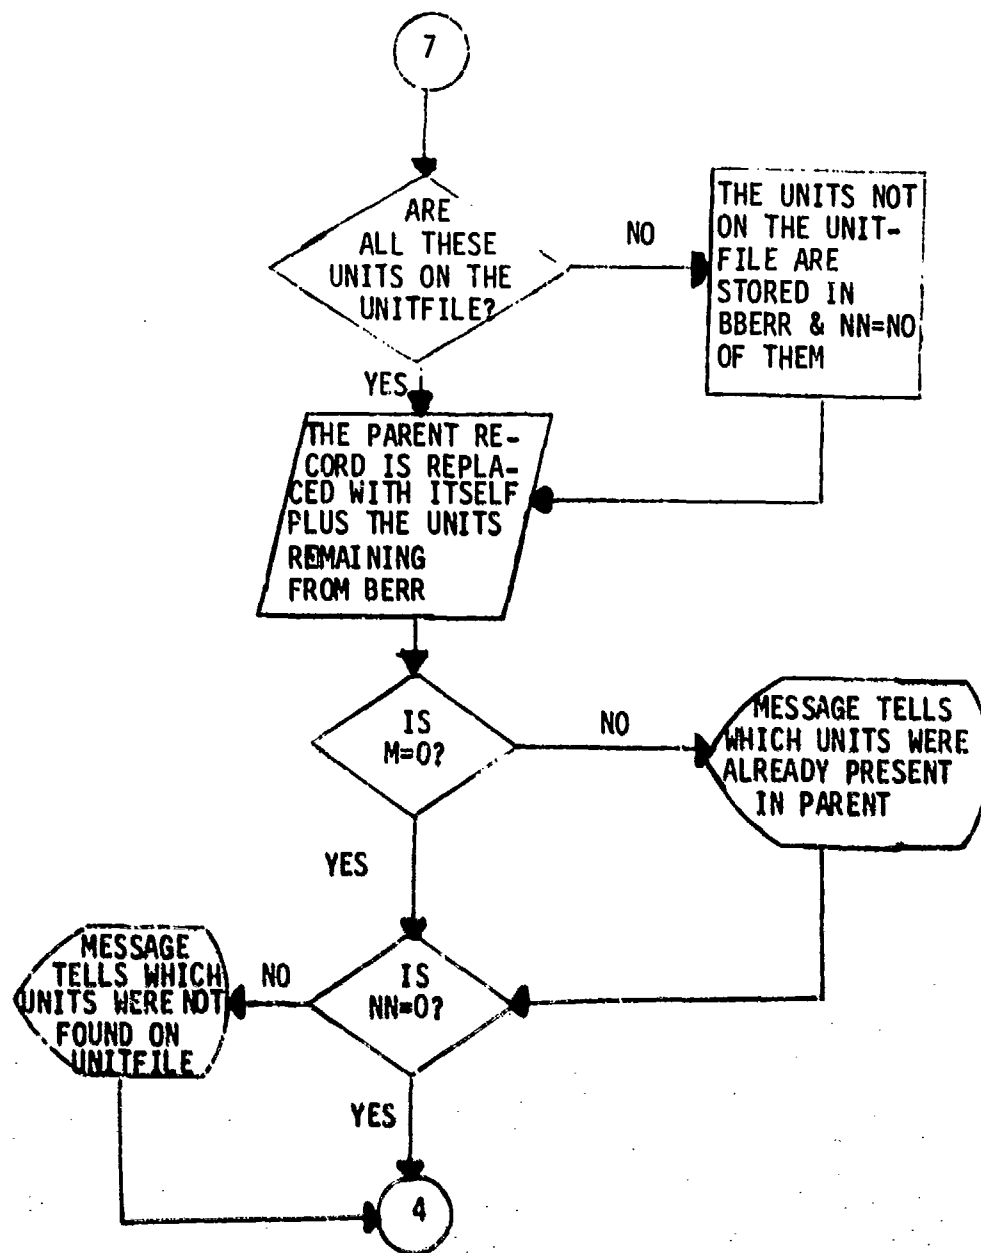 7
ARE
ALL THESE
UNITS ON THE
UNITFILE?
NO
THE UNITS NOT
ON THE UNIT-
FILE ARE
STORED IN
BBERR & NN=NO
OF THEM
YES
THE PARENT RE-
CORD IS REPLA-
CED WITH ITSELF
PLUS THE UNITS
REMAINING
FROM BERR
IS
M=0?
NO
MESSAGE TELLS
WHICH UNITS WERE
ALREADY PRESENT
IN PARENT
YES
IS
NN=0?
NO
MESSAGE
TELLS WHICH
UNITS WERE NOT
FOUND ON
UNITFILE
YES
4